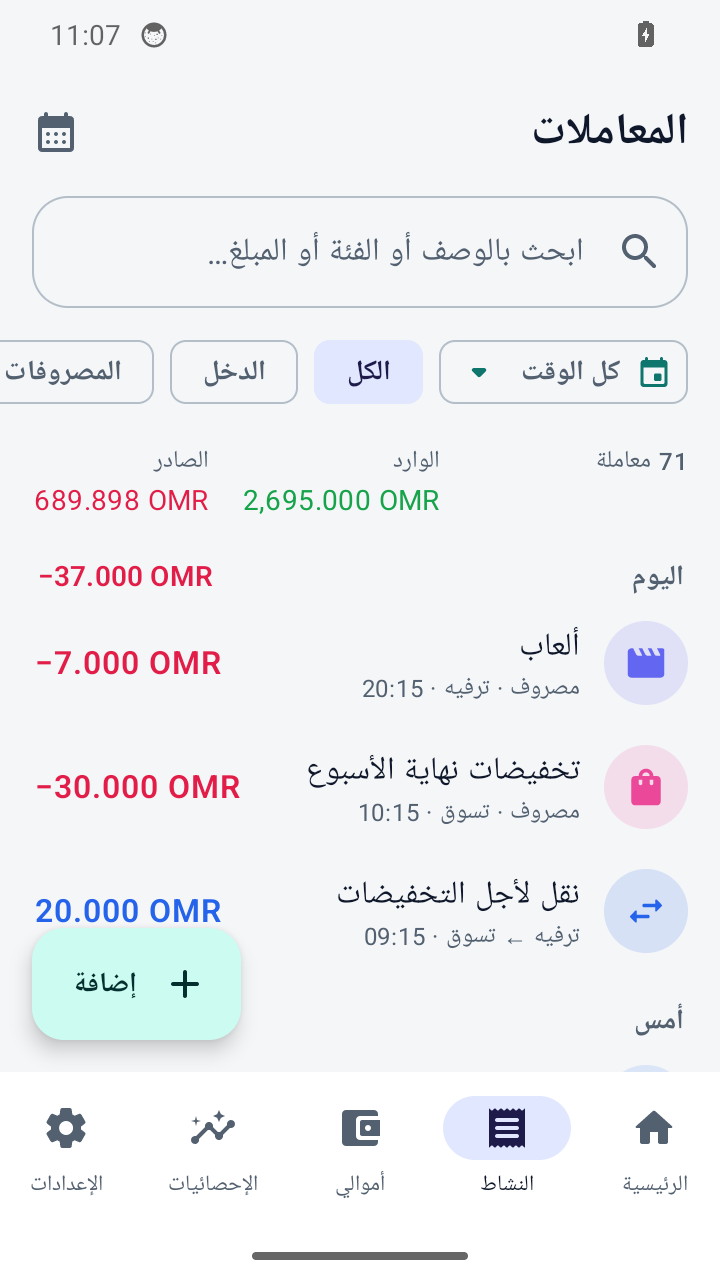 11:07
المعاملات
ابحث بالوصف أو الفئة أو المبلغ...
كل الوقت
الكل
الدخل
المصروفات
71 معاملة
الوارد
2,695.000 OMR
الصادر
689.898 OMR
اليوم
−37.000 OMR
ألعاب
مصروف · ترفيه · 20:15
−7.000 OMR
تخفيضات نهاية الأسبوع
مصروف · تسوق · 10:15
−30.000 OMR
نقل لأجل التخفيضات
ترفيه ← تسوق · 09:15
20.000 OMR
إضافة
أمس
الرئيسية
النشاط
أموالي
الإحصائيات
الإعدادات